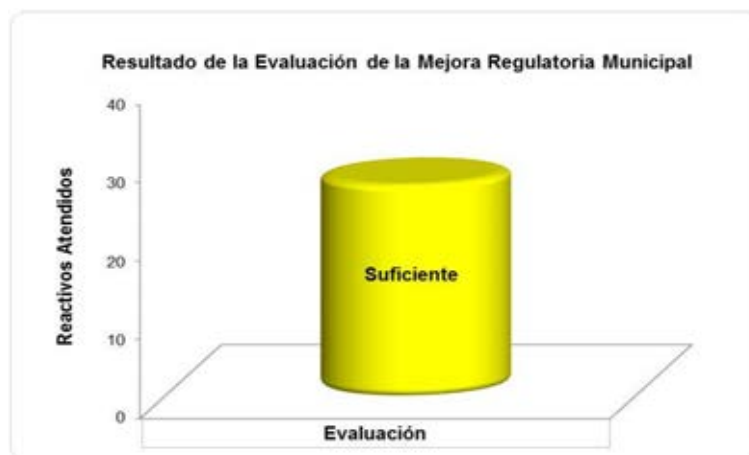 Resultado de la Evaluación de la Mejora Regulatoria Municipal
40
30
20
10
0
Reactivos Atendidos
Suficiente
Evaluación